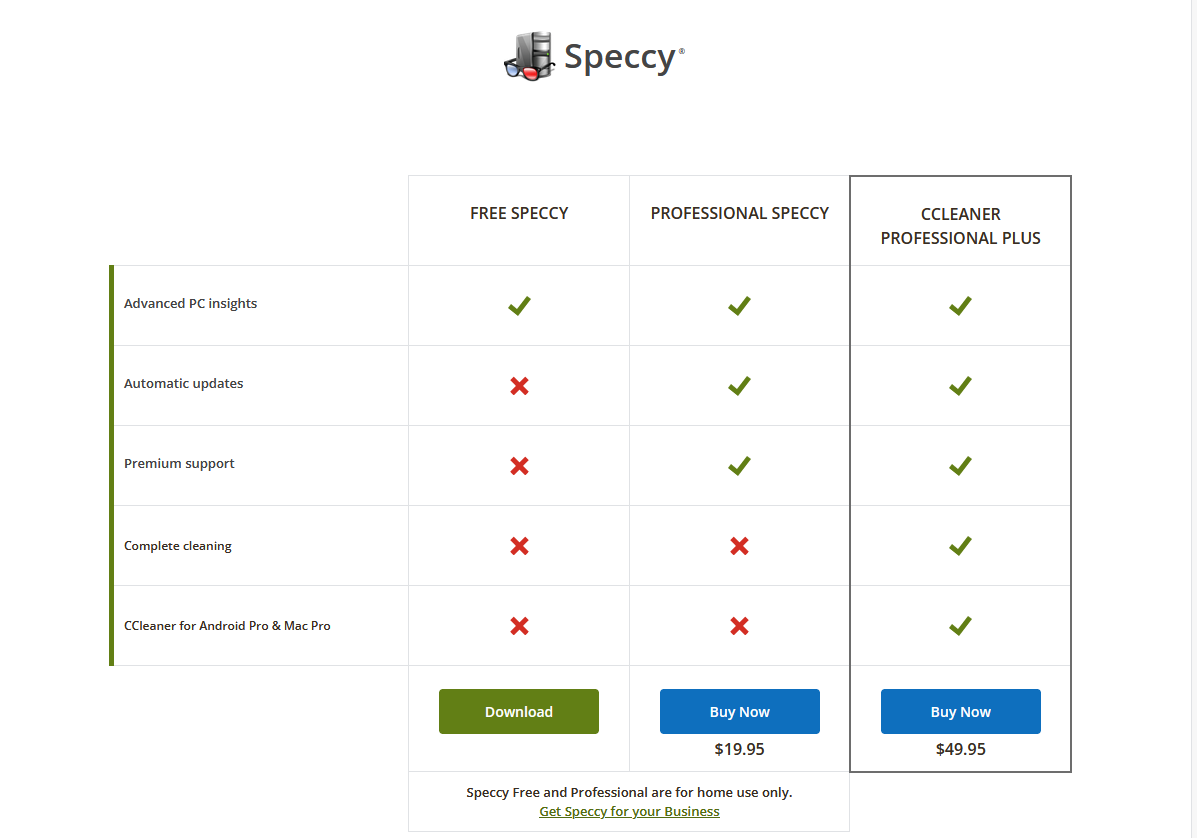 Speccy®
FREE SPECCY
PROFESSIONAL SPECCY
CCLEANER
PROFESSIONAL PLUS
Advanced PC insights
Automatic updates
Premium support
Complete cleaning
CCleaner for Android Pro & Mac Pro
Download
Buy Now
Buy Now
$19.95
$49.95
Speccy Free and Professional are for home use only.
Get Speccy for your Business